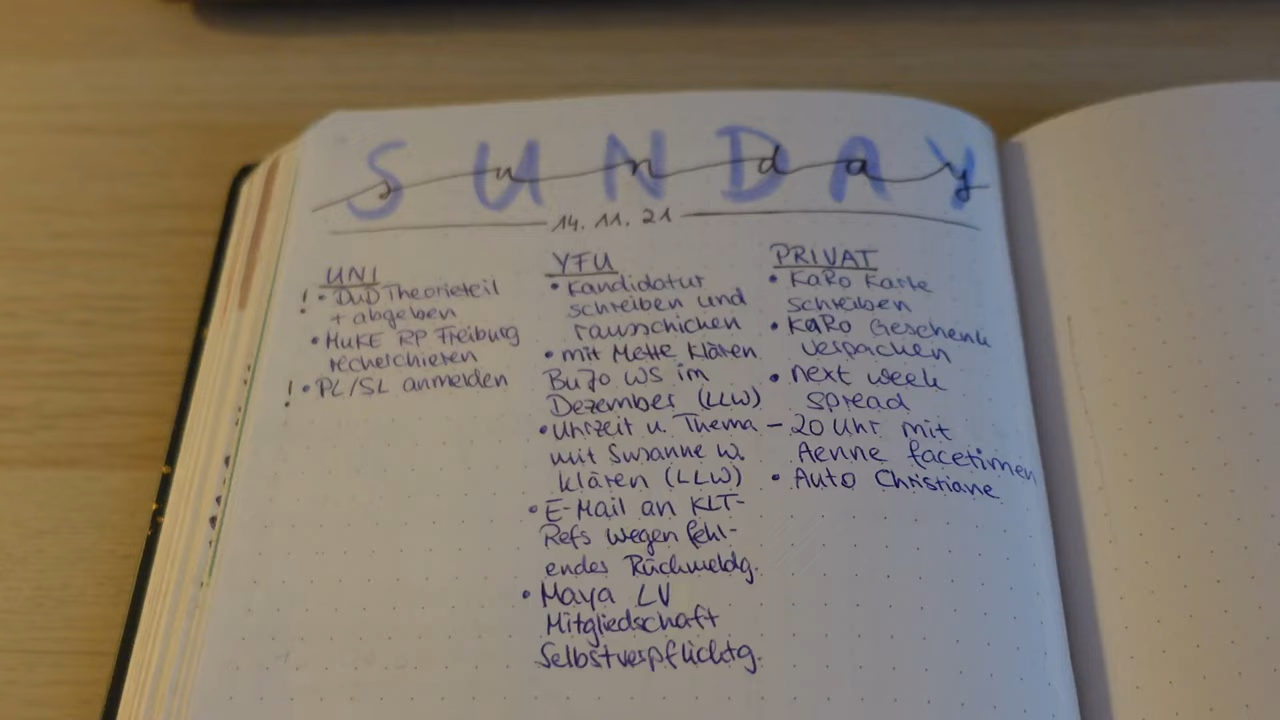 SUNDAY
sunday
14.11.21
UNI
! • DuD Theorieteil
+ abgeben
• MuKE RP Freiburg
recherchieren
! • PL/SL anmelden
YFU
• Kandidatur
schreiben und
rausschicken
• mit Mette klären
BuJo WS im
Dezember (LLW)
• Uhrzeit u. Thema
mit Susanne W.
klären (LLW)
• E-Mail an KLT-
Refs wegen fehl-
endes Rückmeldg.
• Maya LV
Mitgliedschaft
Selbstverpflichtg.
PRIVAT
• KaRo Karte
schreiben
• KaRo Geschenk
verpacken
• next week
spread
– 20 Uhr mit
Aenne facetimen
• Auto Christiane